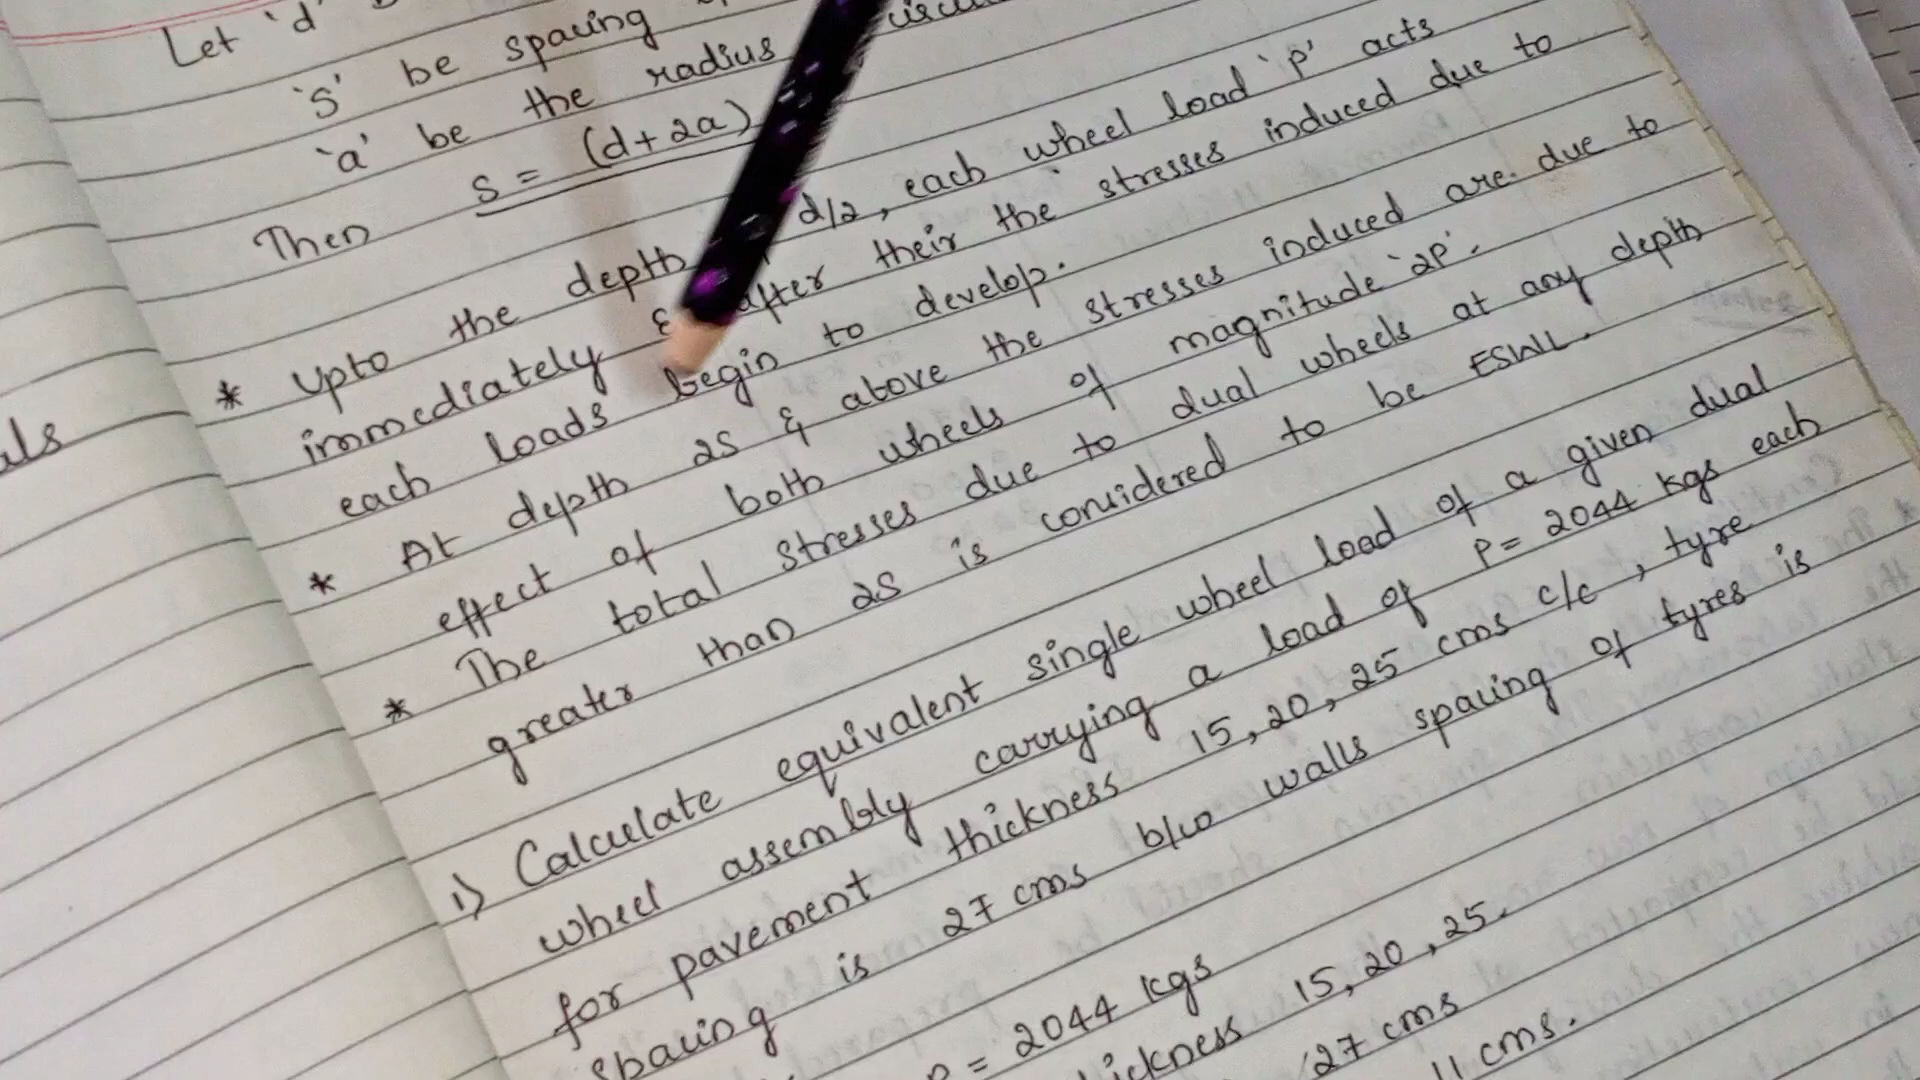 Let 'd'
'S' be spacing
'a' be the radius
Then S = (d+2a)
* Upto the depth d/2, each wheel load 'p' acts
immediately & after their the stresses induced due to
each loads begin to develop.
* At depth 2S & above the stresses induced are due to
effect of both wheels of magnitude '2P'.
* The total stresses due to dual wheels at any depth
greater than 2S is considered to be ESWL.
1) Calculate equivalent single wheel load of a given dual
wheel assembly carrying a load of P = 2044 kgs each
for pavement thickness 15, 20, 25 cms c/c, tyre
spacing is 27 cms b/w walls spacing of tyres is
P = 2044 kgs
ickness 15, 20, 25.
27 cms
11 cms.
als